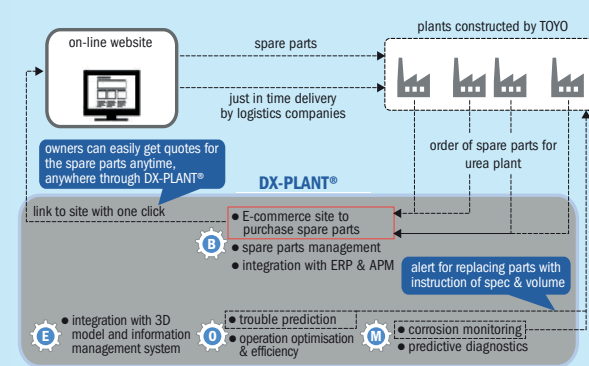 plants constructed by TOYO
on-line website
spare parts
just in time delivery
by logistics companies
order of spare parts for
urea plant
owners can easily get quotes for
the spare parts anytime,
anywhere through DX-PLANT®
DX-PLANT®
link to site with one click
● E-commerce site to
purchase spare parts
B
● spare parts management
● integration with ERP & APM
alert for replacing parts with
instruction of spec & volume
E
● integration with 3D
model and information
management system
O
● trouble prediction
● operation optimisation
& efficiency
M
● corrosion monitoring
● predictive diagnostics